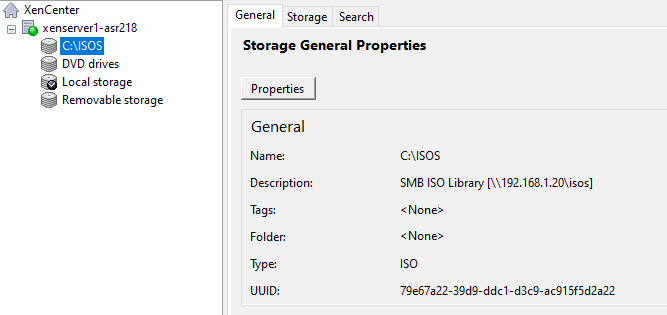 XenCenter
xenserver1-asr218
C:\ISOS
DVD drives
Local storage
Removable storage
General Storage Search
Storage General Properties
Properties
General
Name: C:\ISOS
Description: SMB ISO Library [\\192.168.1.20\isos]
Tags: <None>
Folder: <None>
Type: ISO
UUID: 79e67a22-39d9-ddc1-d3c9-ac915f5d2a22